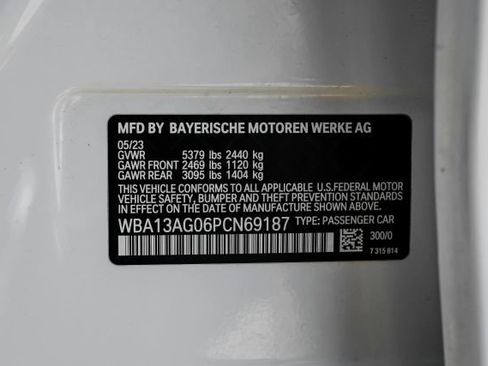 MFD BY BAYERISCHE MOTOREN WERKE AG
05/23
GVWR 5379 lbs 2440 kg
GAWR FRONT 2469 lbs 1120 kg
GAWR REAR 3095 lbs 1404 kg
THIS VEHICLE CONFORMS TO ALL APPLICABLE U.S.FEDERAL MOTOR
VEHICLE SAFETY, BUMPER AND THEFT PREVENTION STANDARDS
IN EFFECT ON THE DATE OF MANUFACTURE SHOWN ABOVE.
WBA13AG06PCN69187 TYPE: PASSENGER CAR
300/0
7 315 814